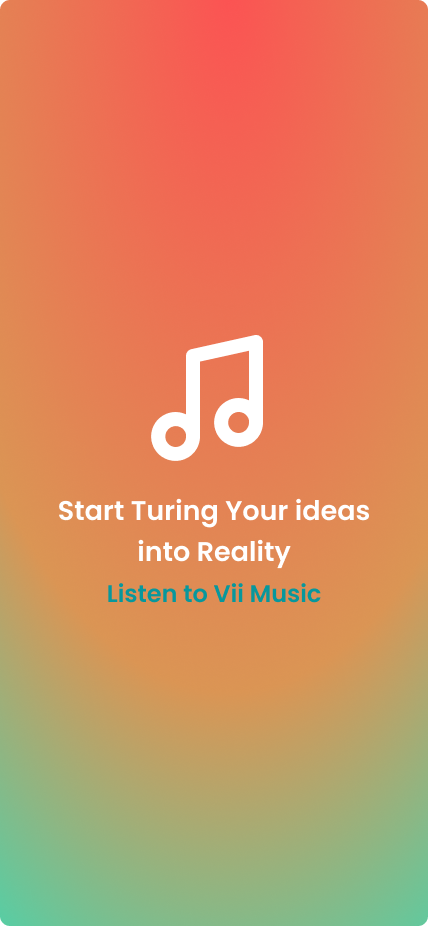 Start Turing Your ideas
into Reality
Listen to Vii Music